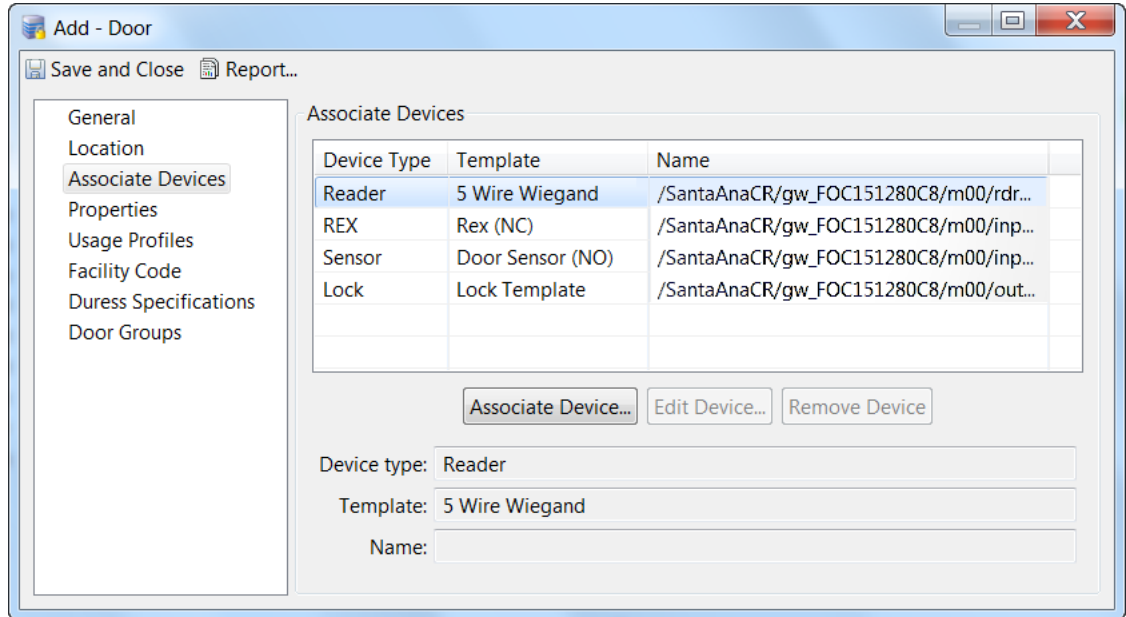 Add - Door
Save and Close Report...
General
Location
Associate Devices
Properties
Usage Profiles
Facility Code
Duress Specifications
Door Groups
Associate Devices
Device Type Template Name
Reader 5 Wire Wiegand /SantaAnaCR/gw_FOC151280C8/m00/rdr...
REX Rex (NC) /SantaAnaCR/gw_FOC151280C8/m00/inp...
Sensor Door Sensor (NO) /SantaAnaCR/gw_FOC151280C8/m00/inp...
Lock Lock Template /SantaAnaCR/gw_FOC151280C8/m00/out...
Associate Device... Edit Device... Remove Device
Device type: Reader
Template: 5 Wire Wiegand
Name: